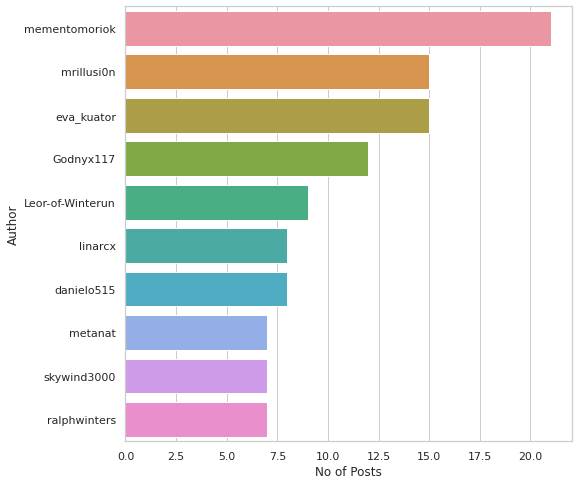 mementomoriok
mrillusi0n
eva_kuator
Godnyx117
Leor-of-Winterun
linarcx
danielo515
metanat
skywind3000
ralphwinters
Author
0.0 2.5 5.0 7.5 10.0 12.5 15.0 17.5 20.0
No of Posts